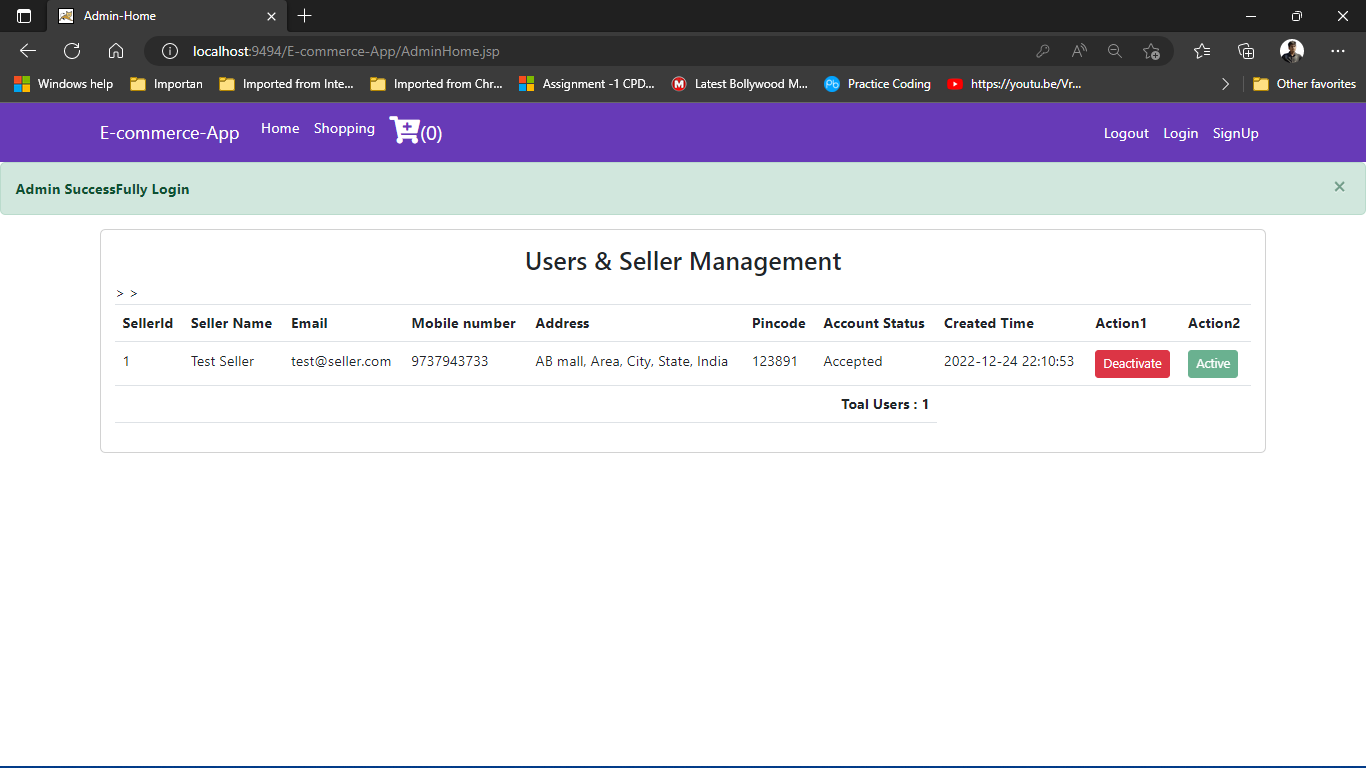 Admin-Home
localhost:9494/E-commerce-App/AdminHome.jsp
Windows help Importan Imported from Inte... Imported from Chr... Assignment -1 CPD... Latest Bollywood M... Practice Coding https://youtu.be/Vr... Other favorites
E-commerce-App Home Shopping (0) Logout Login SignUp
Admin SuccessFully Login ×
Users & Seller Management
> >
SellerId Seller Name Email Mobile number Address Pincode Account Status Created Time Action1 Action2
1 Test Seller test@seller.com 9737943733 AB mall, Area, City, State, India 123891 Accepted 2022-12-24 22:10:53 Deactivate Active
Toal Users : 1